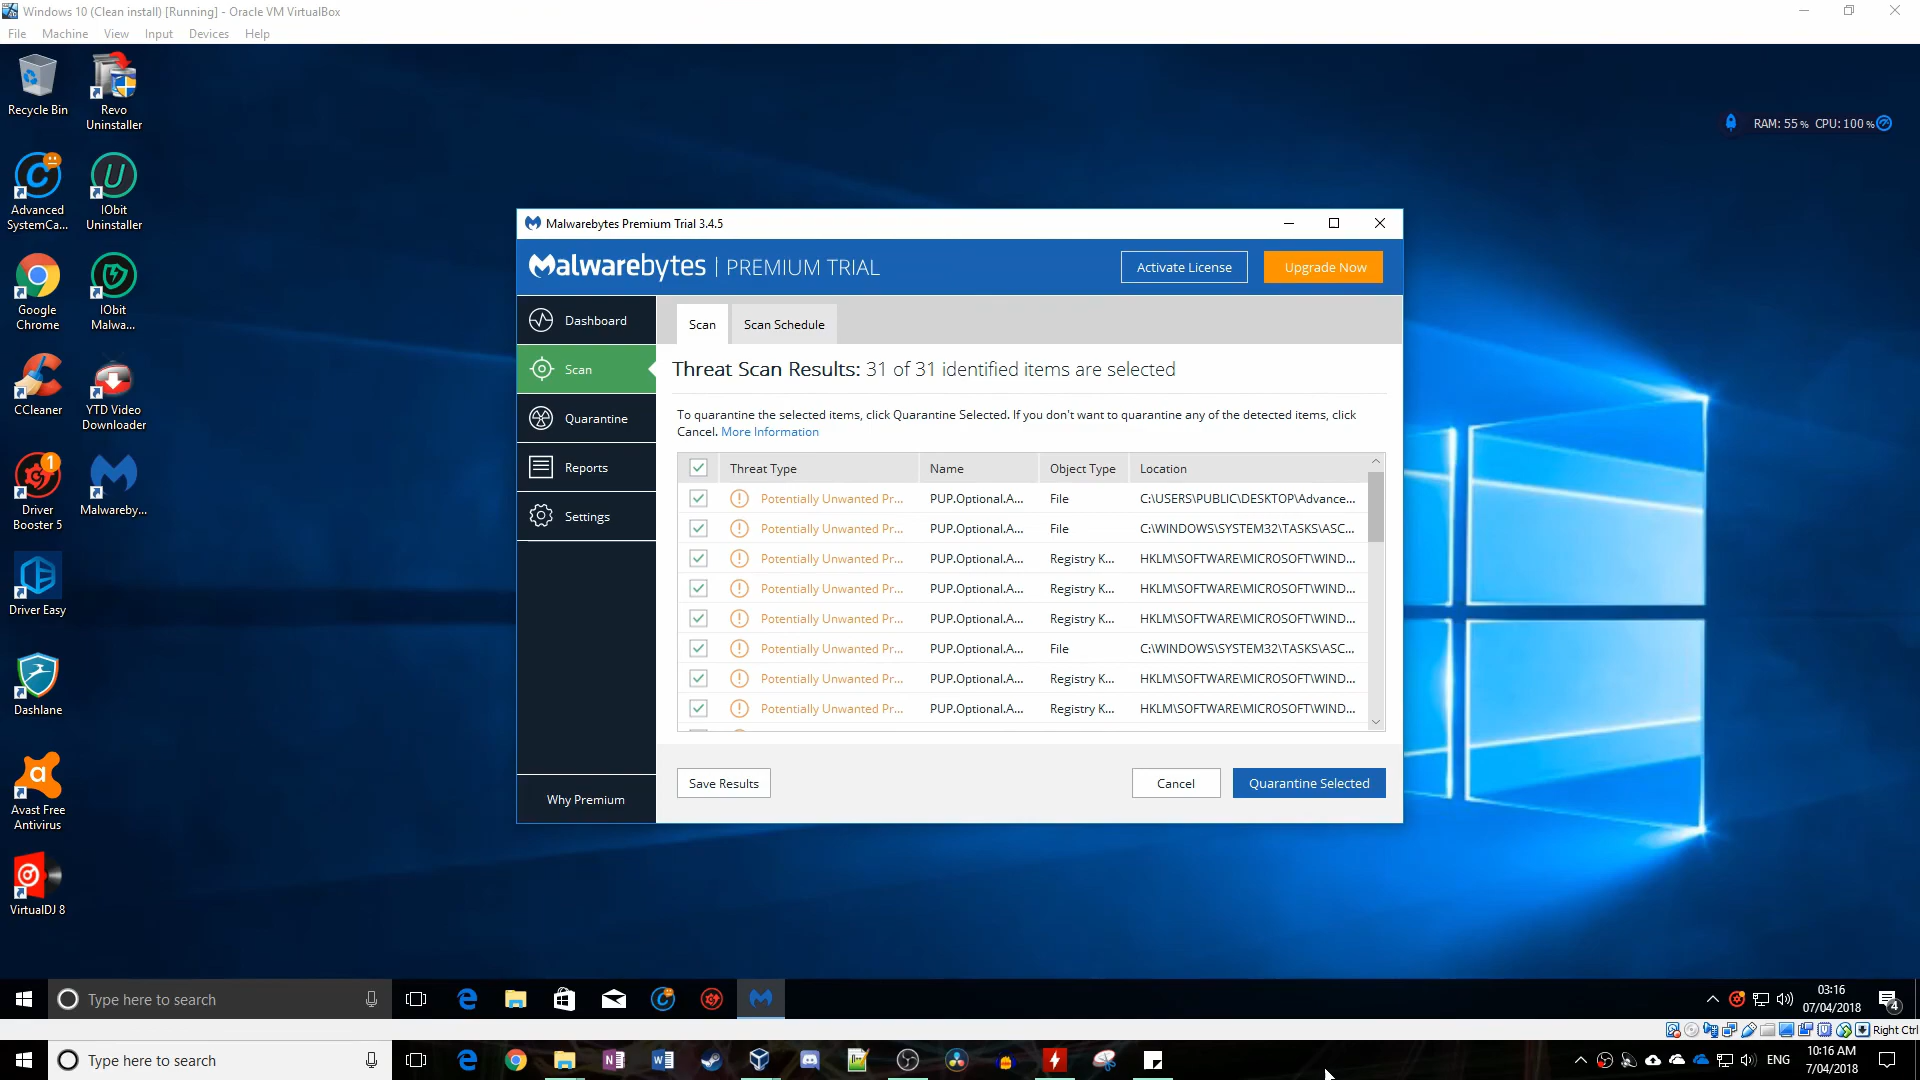 Windows 10 (Clean install) [Running] - Oracle VM VirtualBox
File Machine View Input Devices Help
Recycle Bin
Revo
Uninstaller
RAM: 55% CPU: 100%
Advanced
SystemCa...
IObit
Uninstaller
Google
Chrome
IObit
Malwa...
CCleaner
YTD Video
Downloader
1
Driver
Booster 5
Malwareby...
Driver Easy
Dashlane
Avast Free
Antivirus
VirtualDJ 8
Malwarebytes Premium Trial 3.4.5
Malwarebytes | PREMIUM TRIAL
Activate License
Upgrade Now
Dashboard
Scan
Quarantine
Reports
Settings
Why Premium
Scan
Scan Schedule
Threat Scan Results: 31 of 31 identified items are selected
To quarantine the selected items, click Quarantine Selected. If you don't want to quarantine any of the detected items, click
Cancel. More Information
Threat Type Name Object Type Location
Potentially Unwanted Pr... PUP.Optional.A... File C:\USERS\PUBLIC\DESKTOP\Advance...
Potentially Unwanted Pr... PUP.Optional.A... File C:\WINDOWS\SYSTEM32\TASKS\ASC...
Potentially Unwanted Pr... PUP.Optional.A... Registry K... HKLM\SOFTWARE\MICROSOFT\WIND...
Potentially Unwanted Pr... PUP.Optional.A... Registry K... HKLM\SOFTWARE\MICROSOFT\WIND...
Potentially Unwanted Pr... PUP.Optional.A... Registry K... HKLM\SOFTWARE\MICROSOFT\WIND...
Potentially Unwanted Pr... PUP.Optional.A... File C:\WINDOWS\SYSTEM32\TASKS\ASC...
Potentially Unwanted Pr... PUP.Optional.A... Registry K... HKLM\SOFTWARE\MICROSOFT\WIND...
Potentially Unwanted Pr... PUP.Optional.A... Registry K... HKLM\SOFTWARE\MICROSOFT\WIND...
Save Results
Cancel
Quarantine Selected
Type here to search
03:16
07/04/2018
4
Right Ctrl
Type here to search
ENG
10:16 AM
7/04/2018